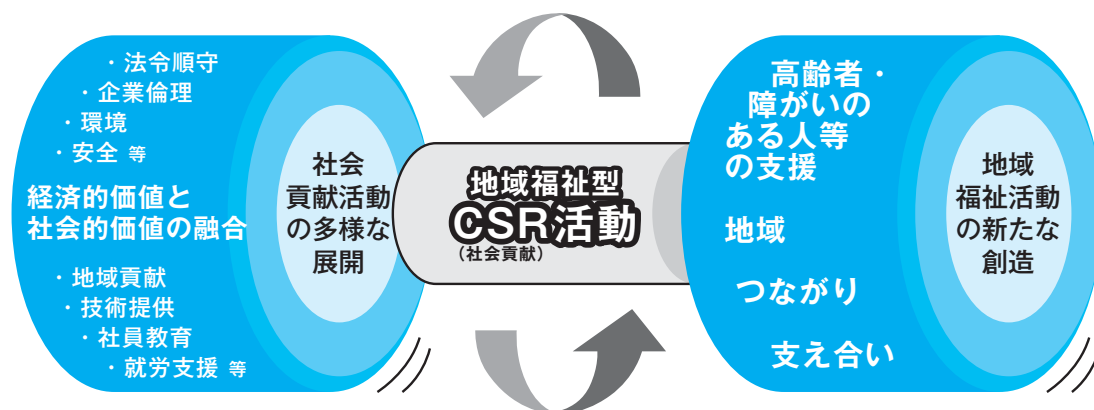 ・法令順守
・企業倫理
・環境
・安全 等
経済的価値と
社会的価値の融合
・地域貢献
・技術提供
・社員教育
・就労支援 等
社会
貢献活動
の多様な
展開
地域福祉型
CSR活動
（社会貢献）
高齢者・
障がいの
ある人等
の支援
地域
つながり
支え合い
地域
福祉活動
の新たな
創造